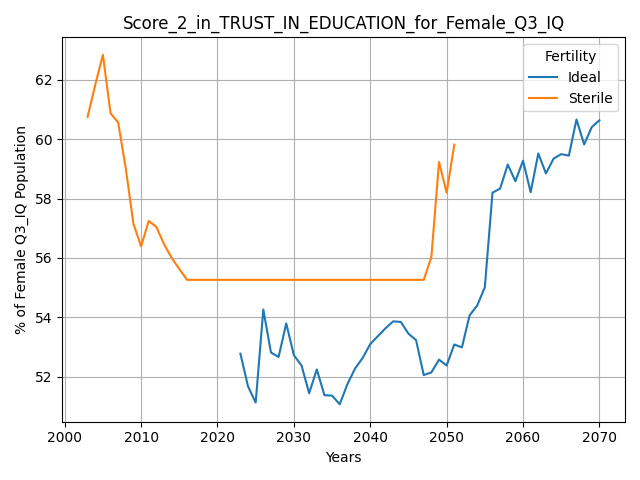 Score_2_in_TRUST_IN_EDUCATION_for_Female_Q3_IQ
Fertility
Ideal
Sterile
% of Female Q3_IQ Population
62
60
58
56
54
52
2000 2010 2020 2030 2040 2050 2060 2070
Years